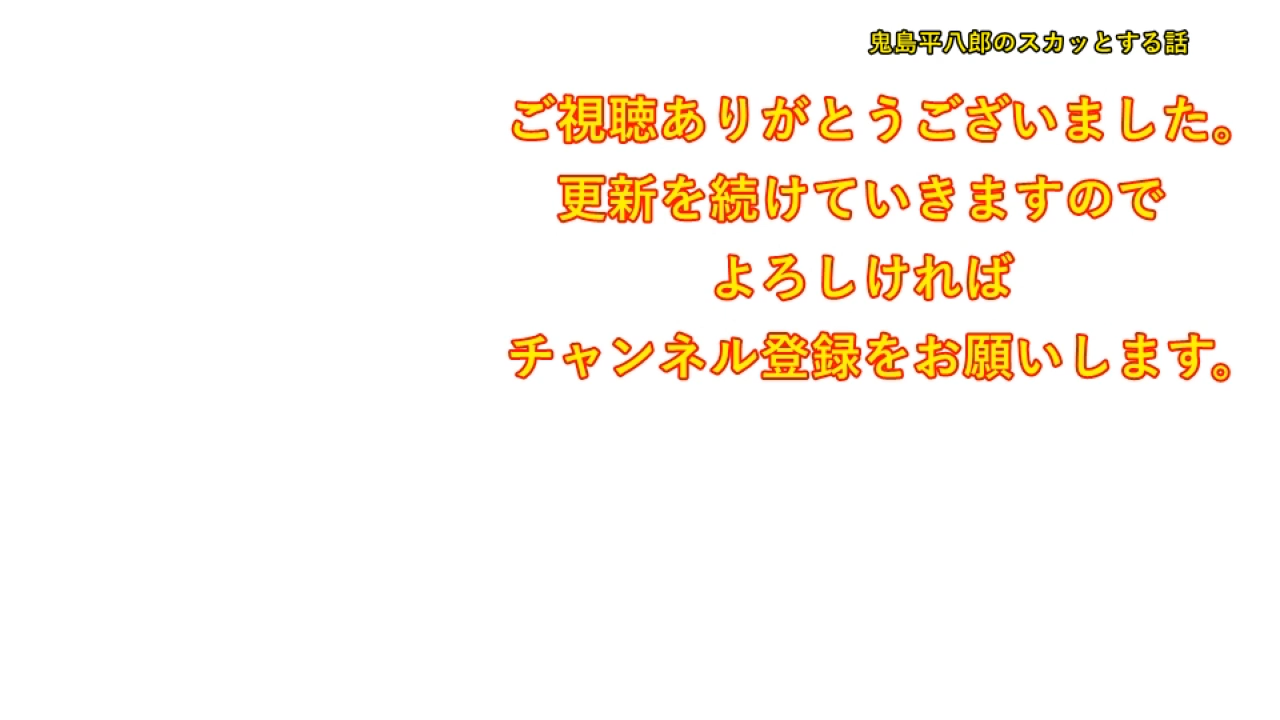 鬼島平八郎のスカッとする話
ご視聴ありがとうございました。
更新を続けていきますので
よろしければ
チャンネル登録をお願いします。